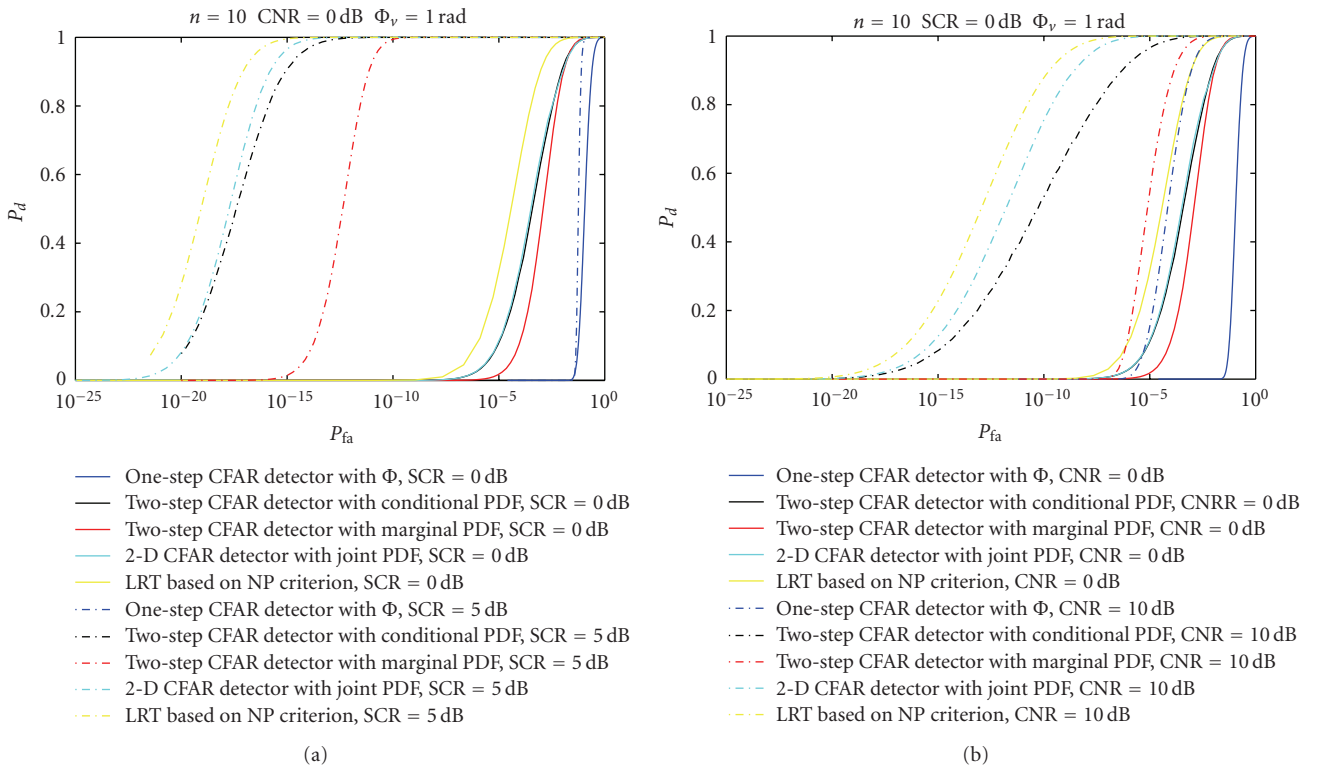 n = 10 CNR = 0 dB Φv = 1 rad
1
0.8
0.6
0.4
0.2
0
Pd
10−25
10−20
10−15
10−10
10−5
100
Pfa
One-step CFAR detector with Φ, SCR = 0 dB
Two-step CFAR detector with conditional PDF, SCR = 0 dB
Two-step CFAR detector with marginal PDF, SCR = 0 dB
2-D CFAR detector with joint PDF, SCR = 0 dB
LRT based on NP criterion, SCR = 0 dB
One-step CFAR detector with Φ, SCR = 5 dB
Two-step CFAR detector with conditional PDF, SCR = 5 dB
Two-step CFAR detector with marginal PDF, SCR = 5 dB
2-D CFAR detector with joint PDF, SCR = 5 dB
LRT based on NP criterion, SCR = 5 dB
(a)
n = 10 SCR = 0 dB Φv = 1 rad
1
0.8
0.6
0.4
0.2
0
Pd
10−25
10−20
10−15
10−10
10−5
100
Pfa
One-step CFAR detector with Φ, CNR = 0 dB
Two-step CFAR detector with conditional PDF, CNRR = 0 dB
Two-step CFAR detector with marginal PDF, CNR = 0 dB
2-D CFAR detector with joint PDF, CNR = 0 dB
LRT based on NP criterion, CNR = 0 dB
One-step CFAR detector with Φ, CNR = 10 dB
Two-step CFAR detector with conditional PDF, CNR = 10 dB
Two-step CFAR detector with marginal PDF, CNR = 10 dB
2-D CFAR detector with joint PDF, CNR = 10 dB
LRT based on NP criterion, CNR = 10 dB
(b)